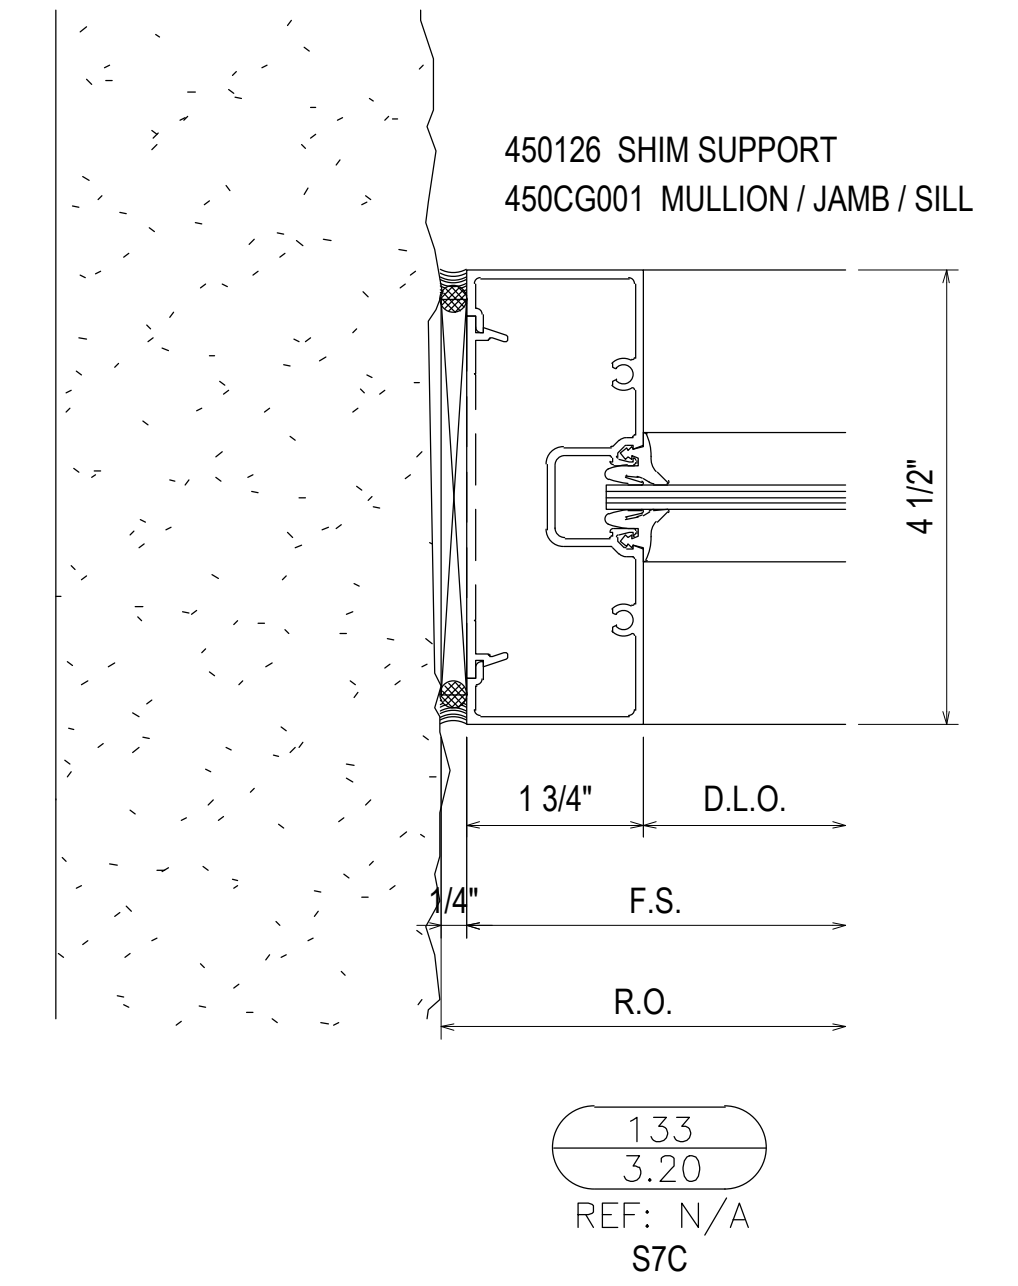 450126 SHIM SUPPORT
450CG001 MULLION / JAMB / SILL
4 1/2"
1 3/4"
D.L.O.
1/4"
F.S.
R.O.
133
3.20
REF: N/A
S7C